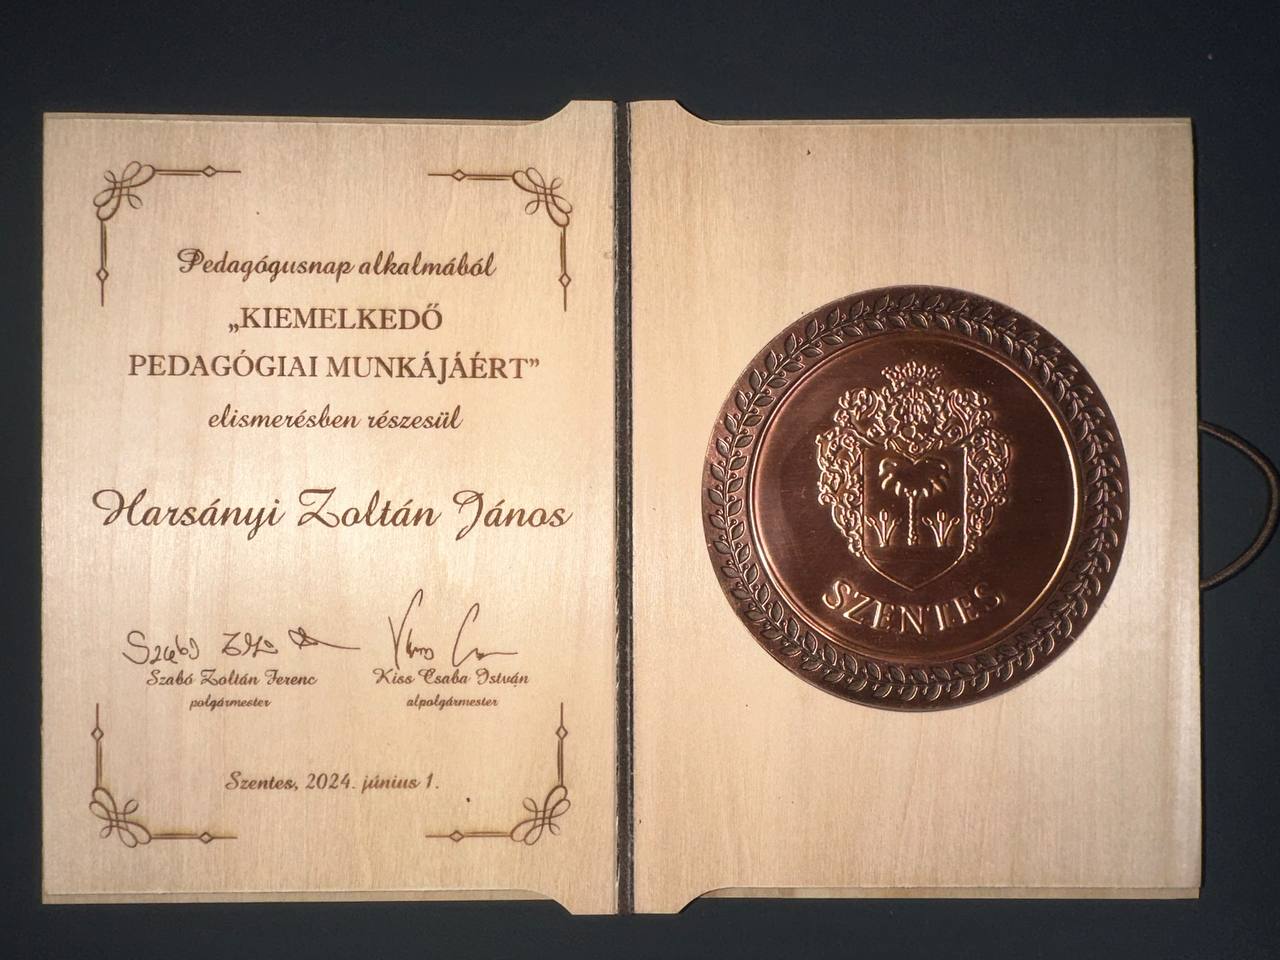 Pedagógusnap alkalmából
„KIEMELKEDŐ
PEDAGÓGIAI MUNKÁJÁÉRT”
elismerésben részesül
Harsányi Zoltán János
Szabó Zoltán Ferenc
polgármester
Kiss Csaba István
alpolgármester
Szentes, 2024. június 1.
SZENTES